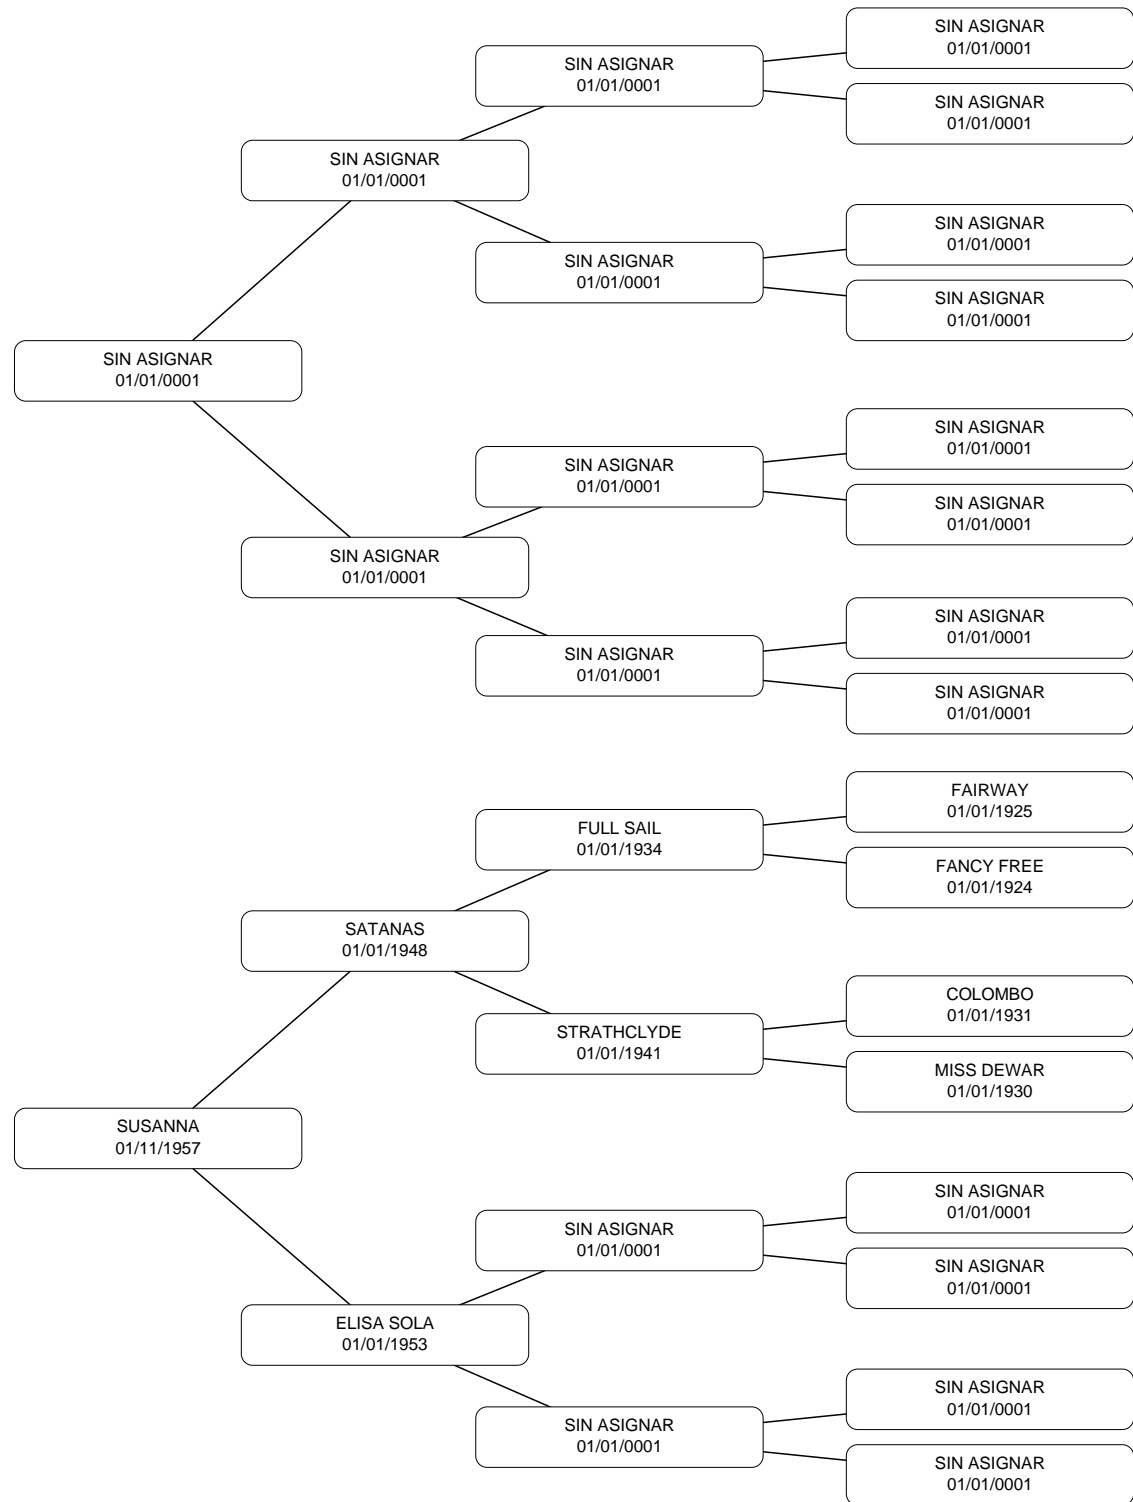 SIN ASIGNAR
01/01/0001
SIN ASIGNAR
01/01/0001
SIN ASIGNAR
01/01/0001
SIN ASIGNAR
01/01/0001
SIN ASIGNAR
01/01/0001
SIN ASIGNAR
01/01/0001
SIN ASIGNAR
01/01/0001
SIN ASIGNAR
01/01/0001
SIN ASIGNAR
01/01/0001
SIN ASIGNAR
01/01/0001
SIN ASIGNAR
01/01/0001
SIN ASIGNAR
01/01/0001
SIN ASIGNAR
01/01/0001
SIN ASIGNAR
01/01/0001
SIN ASIGNAR
01/01/0001
FAIRWAY
01/01/1925
FULL SAIL
01/01/1934
FANCY FREE
01/01/1924
SATANAS
01/01/1948
COLOMBO
01/01/1931
STRATHCLYDE
01/01/1941
MISS DEWAR
01/01/1930
SUSANNA
01/11/1957
SIN ASIGNAR
01/01/0001
SIN ASIGNAR
01/01/0001
SIN ASIGNAR
01/01/0001
ELISA SOLA
01/01/1953
SIN ASIGNAR
01/01/0001
SIN ASIGNAR
01/01/0001
SIN ASIGNAR
01/01/0001